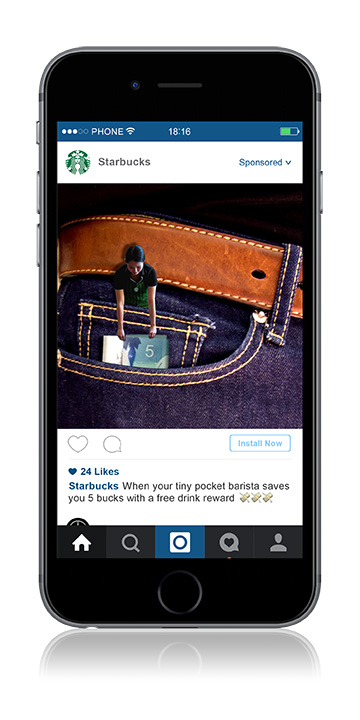 PHONE 18:16
Starbucks Sponsored
5
Install Now
24 Likes
Starbucks When your tiny pocket barista saves
you 5 bucks with a free drink reward 💸💸💸